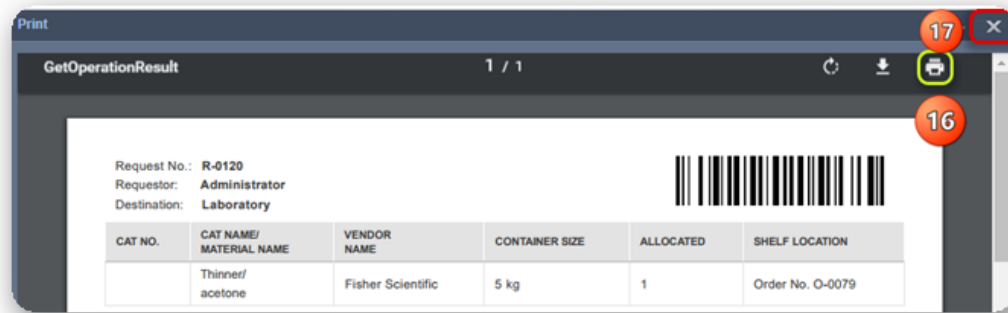 Print
17
GetOperationResult 1 / 1
16
Request No.: R-0120
Requestor: Administrator
Destination: Laboratory
CAT NO. CAT NAME/ MATERIAL NAME VENDOR NAME CONTAINER SIZE ALLOCATED SHELF LOCATION
Thinner/ acetone Fisher Scientific 5 kg 1 Order No. O-0079